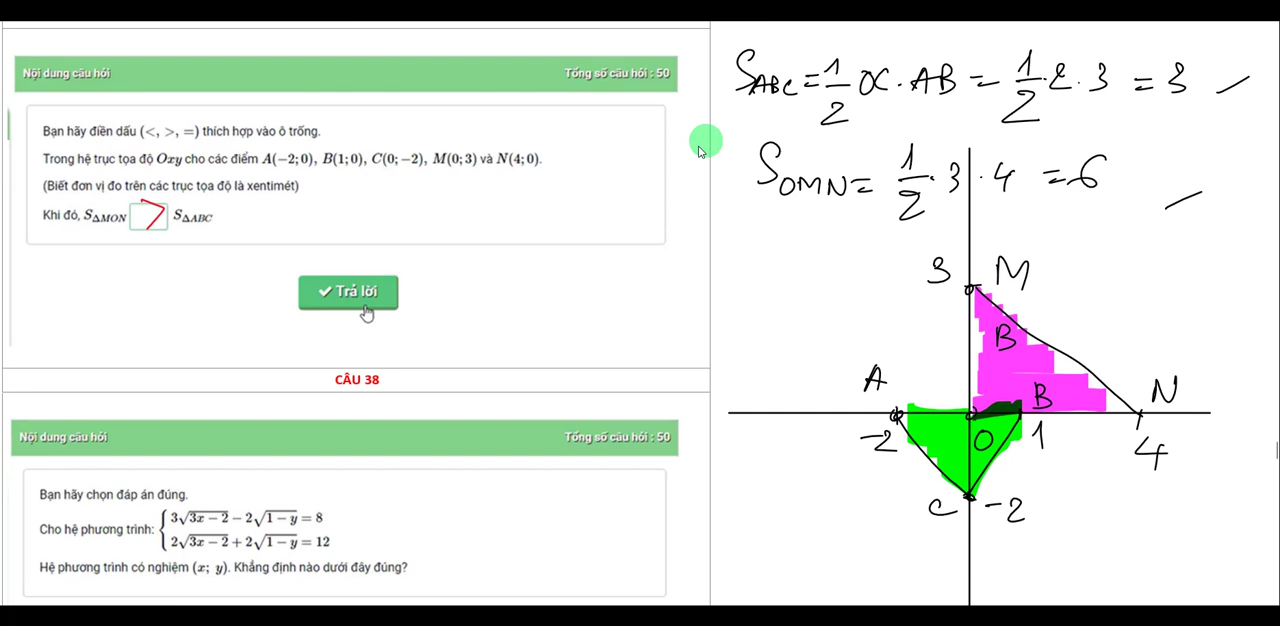 Nội dung câu hỏi Tổng số câu hỏi : 50
Bạn hãy điền dấu (<, >, =) thích hợp vào ô trống.
Trong hệ trục tọa độ Oxy cho các điểm A(−2; 0), B(1; 0), C(0; −2), M(0; 3) và N(4; 0).
(Biết đơn vị đo trên các trục tọa độ là xentimét)
Khi đó, S△MON > S△ABC
Trả lời
CÂU 38
Nội dung câu hỏi Tổng số câu hỏi : 50
Bạn hãy chọn đáp án đúng.
Cho hệ phương trình: { 3√(3x − 2) − 2√(1 − y) = 8
2√(3x − 2) + 2√(1 − y) = 12
Hệ phương trình có nghiệm (x; y). Khẳng định nào dưới đây đúng?
SABC = 1/2 OC . AB = 1/2 . 2 . 3 = 3
SOMN = 1/2 . 3 . 4 = 6
3 M
B
A B N
-2 O 1 4
C -2